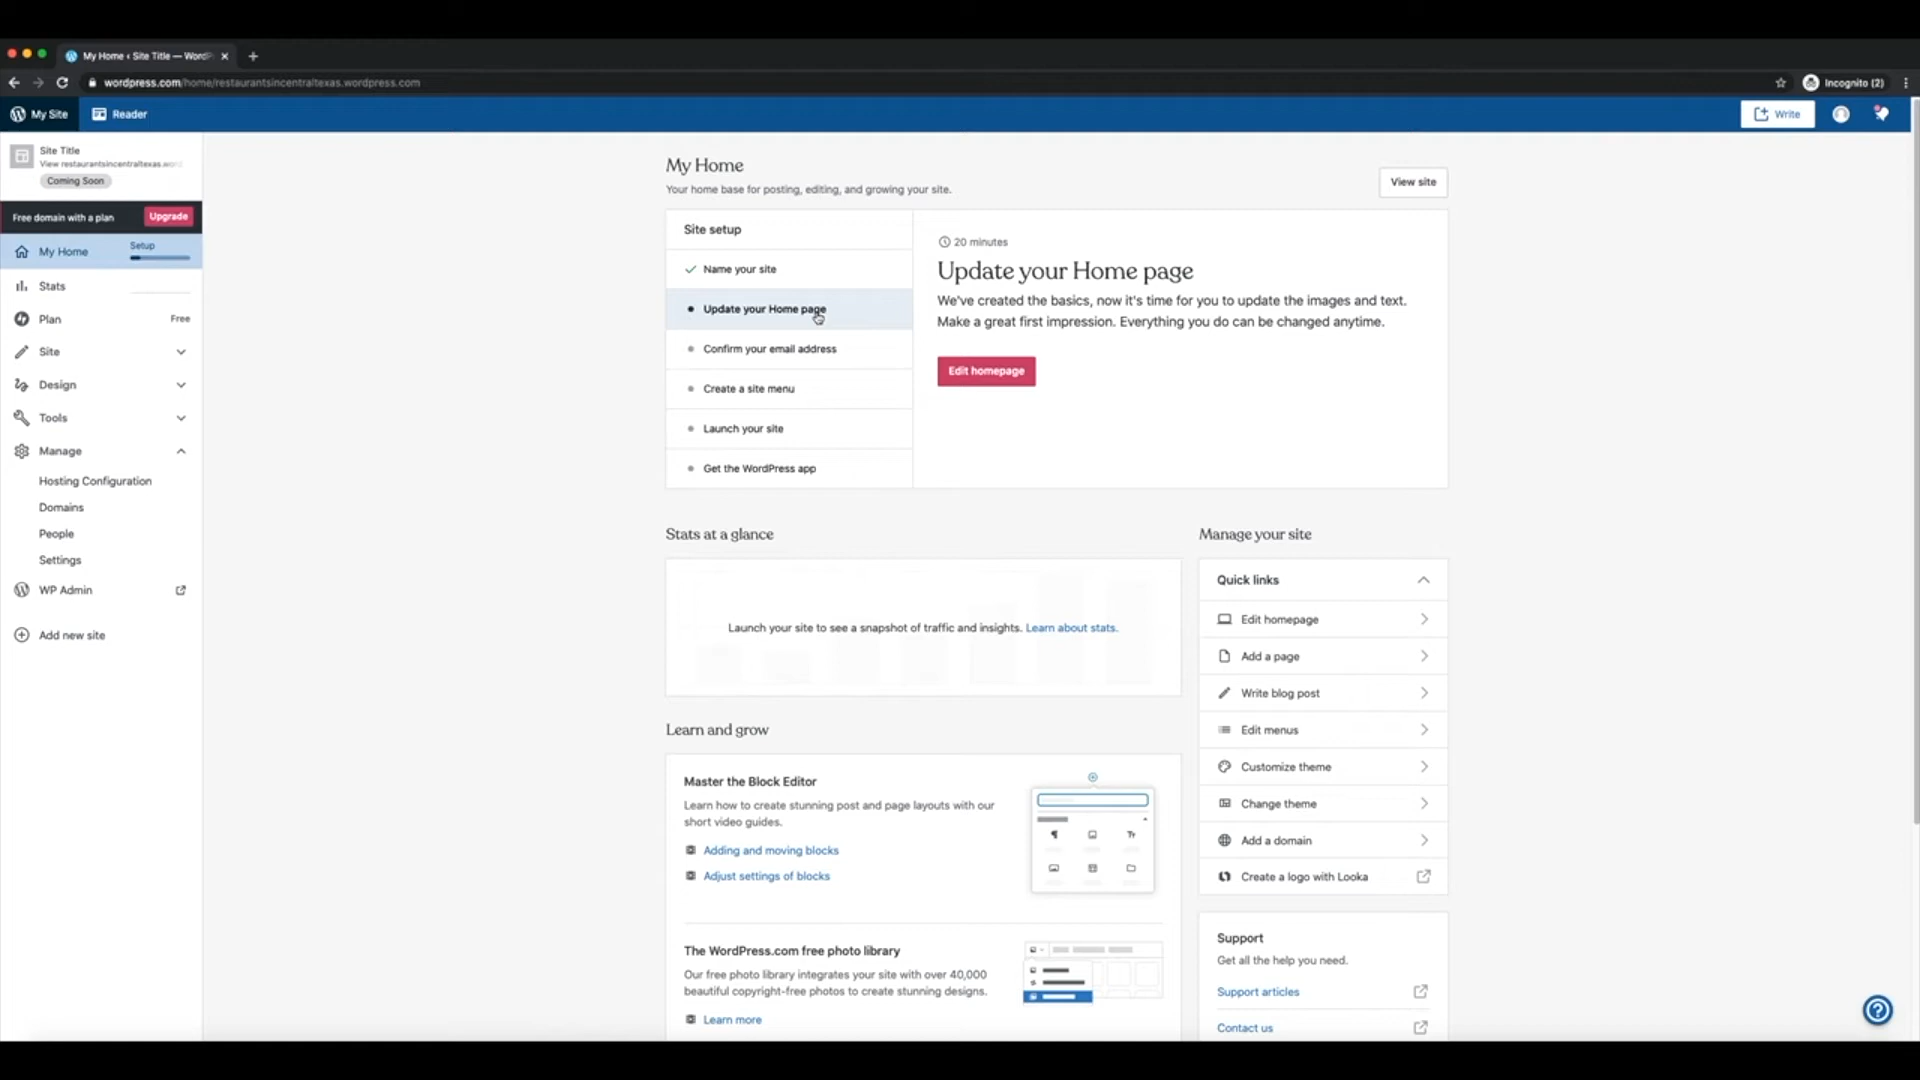 My Home ‹ Site Title — WordP
wordpress.com/home/restaurantsincentraltexas.wordpress.com
Incognito (2)
My Site
Reader
Write
Site Title
View restaurantsincentraltexas.word
Coming Soon
Free domain with a plan
Upgrade
My Home
Setup
Stats
Plan
Free
Site
Design
Tools
Manage
Hosting Configuration
Domains
People
Settings
WP Admin
Add new site
My Home
Your home base for posting, editing, and growing your site.
View site
Site setup
Name your site
Update your Home page
Confirm your email address
Create a site menu
Launch your site
Get the WordPress app
20 minutes
Update your Home page
We've created the basics, now it's time for you to update the images and text.
Make a great first impression. Everything you do can be changed anytime.
Edit homepage
Stats at a glance
Launch your site to see a snapshot of traffic and insights. Learn about stats.
Learn and grow
Master the Block Editor
Learn how to create stunning post and page layouts with our
short video guides.
Adding and moving blocks
Adjust settings of blocks
The WordPress.com free photo library
Our free photo library integrates your site with over 40,000
beautiful copyright-free photos to create stunning designs.
Learn more
Manage your site
Quick links
Edit homepage
Add a page
Write blog post
Edit menus
Customize theme
Change theme
Add a domain
Create a logo with Looka
Support
Get all the help you need.
Support articles
Contact us